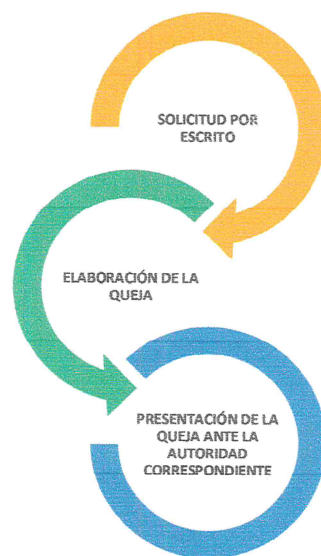 SOLICITUD POR
ESCRITO
ELABORACIÓN DE LA
QUEJA
PRESENTACIÓN DE LA
QUEJA ANTE LA
AUTORIDAD
CORRESPONDIENTE